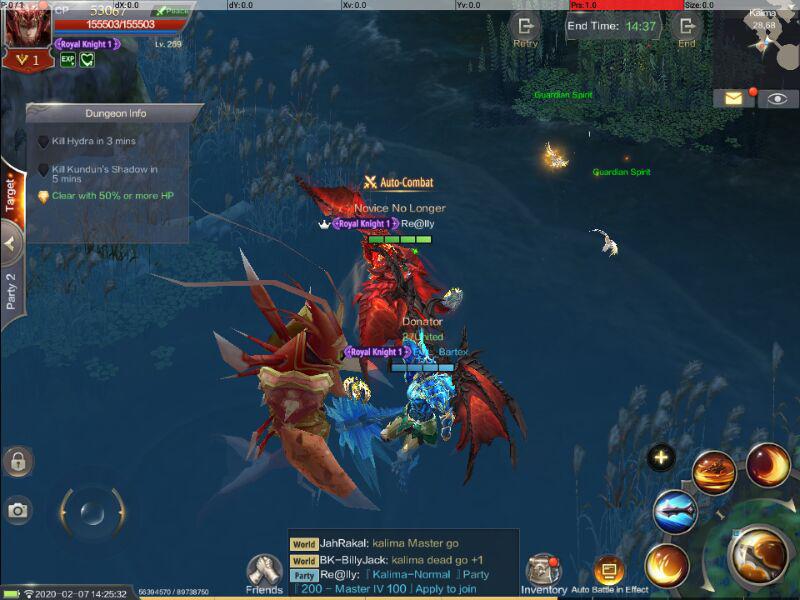 P:0 / 1
dX:0.0
dY:0.0
Xv:0.0
Yv:0.0
Prs:1.0
Size:0.0
CP 53067
Peace
155503/155503
Royal Knight 1
Lv. 269
1
EXP
Retry
End Time: 14:37
End
Kalima
28,68
Dungeon Info
Kill Hydra in 3 mins
Kill Kundun's Shadow in
5 mins
Clear with 50% or more HP
Target
Party 2
Guardian Spirit
Guardian Spirit
Auto-Combat
Novice No Longer
Royal Knight 1 Re@lly
Donator
Royal Knight 1
Bartex
World JahRakal: kalima Master go
World BK-BillyJack: kalima dead go +1
Party Re@lly: 『Kalima-Normal 』Party
『200 - Master IV 100』Apply to join
Friends
Inventory
Auto Battle in Effect
2020-02-07 14:25:32
56394570 / 89738750